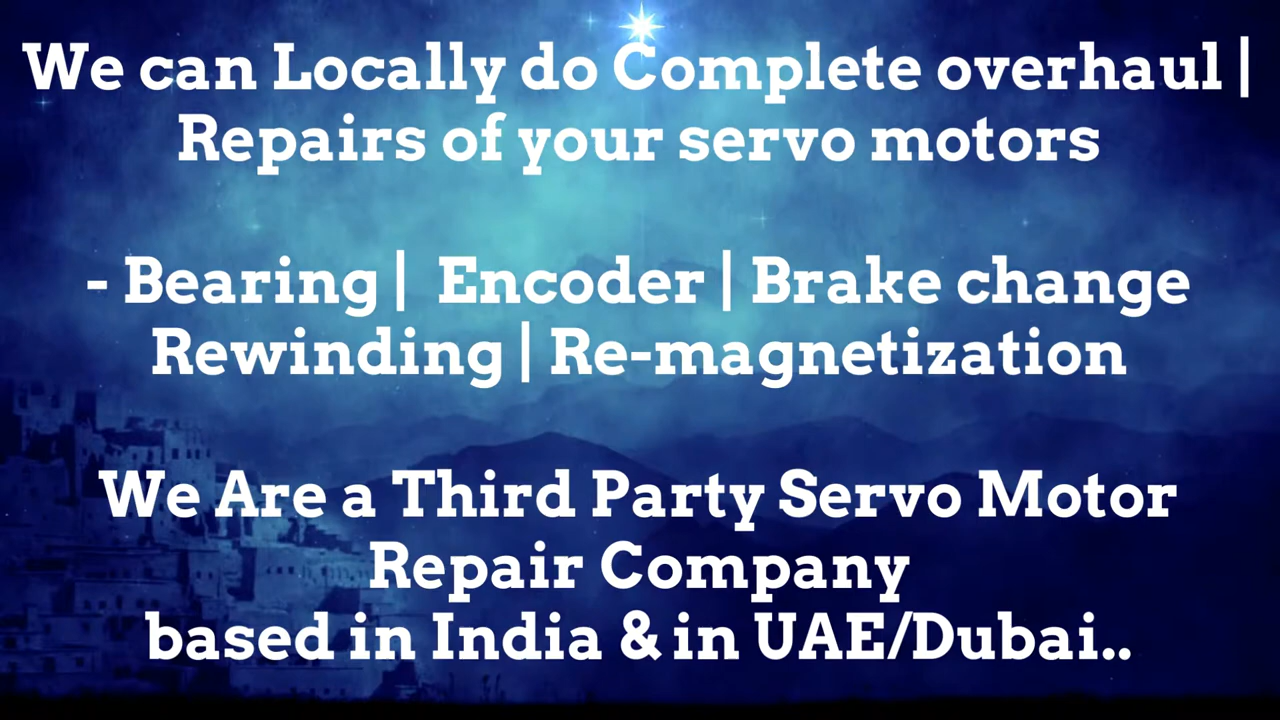 We can Locally do Complete overhaul |
Repairs of your servo motors
- Bearing |  Encoder | Brake change
Rewinding | Re-magnetization
We Are a Third Party Servo Motor
Repair Company
based in India & in UAE/Dubai..